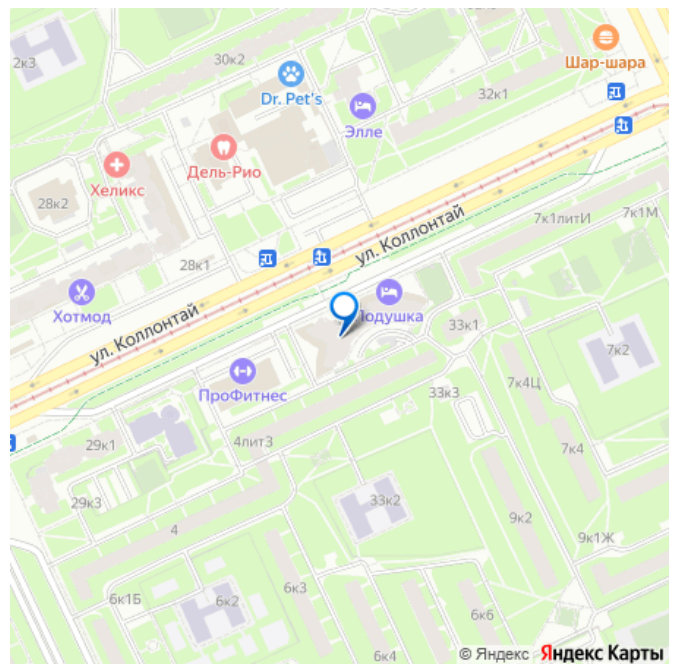 Шар-шара
30к2
2к3
Dr. Pet's
32к1
Элле
Дель-Рио
Хеликс
28к2
7к1литИ
7к1М
ул. Коллонтай
28к1
Хотмод
Подушка
ул. Коллонтай
33к1
7к2
ПроФитнес
33к3
7к4Ц
29к1
4литЗ
7к4
29к3
33к2
9к2
4
9к1Ж
6к3
6к1Б
6к2
6к6
6к4
© Яндекс Яндекс Карты